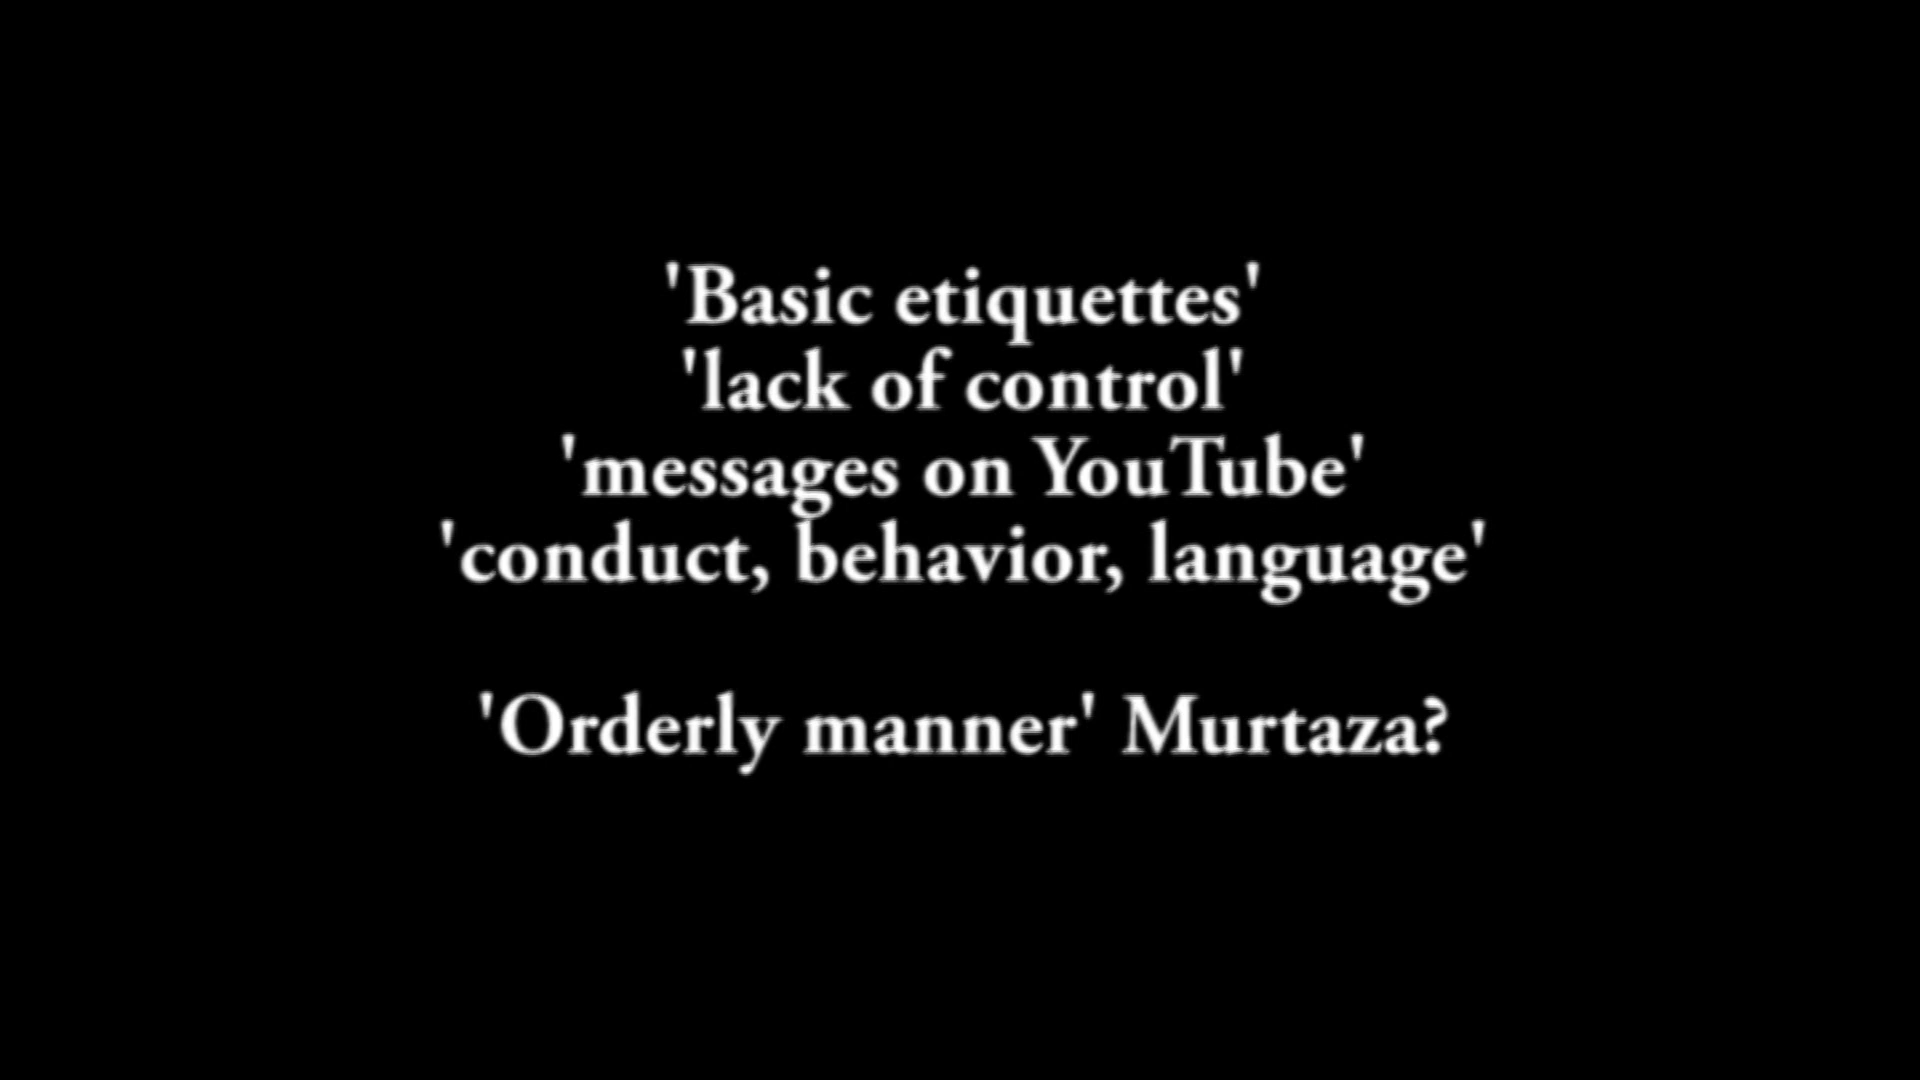 'Basic etiquettes'
'lack of control'
'messages on YouTube'
'conduct, behavior, language'
'Orderly manner' Murtaza?